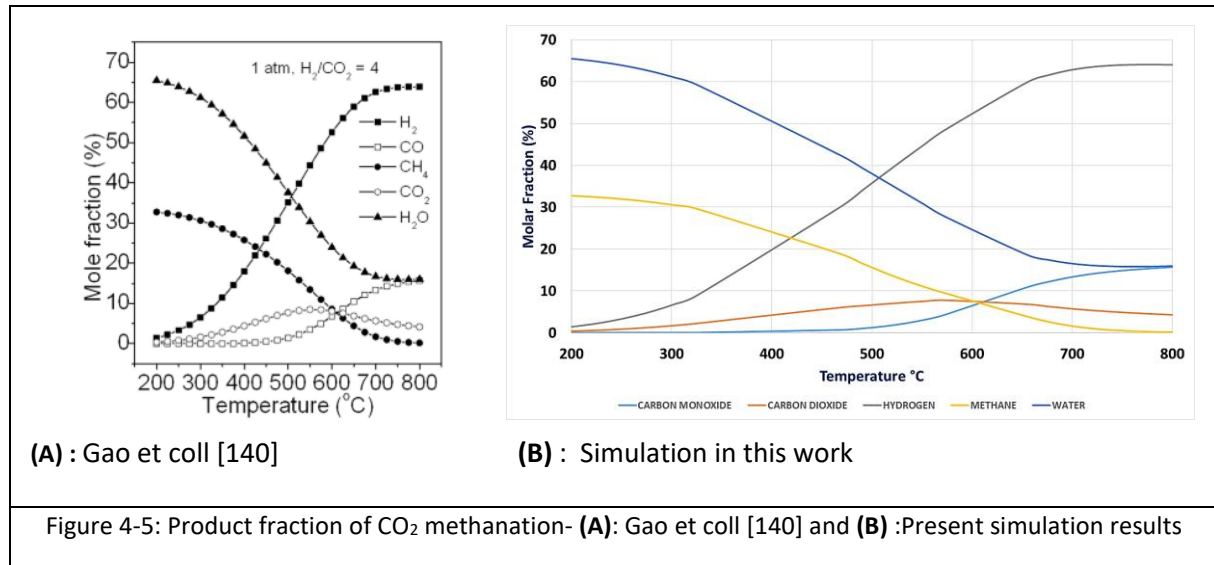 1 atm, H₂/CO₂ = 4
70
60
50
40
30
20
10
0
Mole fraction (%)
H₂
CO
CH₄
CO₂
H₂O
200 300 400 500 600 700 800
Temperature (°C)
70
60
50
40
30
20
10
0
Molar Fraction (%)
200 300 400 500 600 700 800
Temperature °C
CARBON MONOXIDE CARBON DIOXIDE HYDROGEN METHANE WATER
(A) : Gao et coll [140]
(B) : Simulation in this work
Figure 4-5: Product fraction of CO₂ methanation- (A): Gao et coll [140] and (B) :Present simulation results